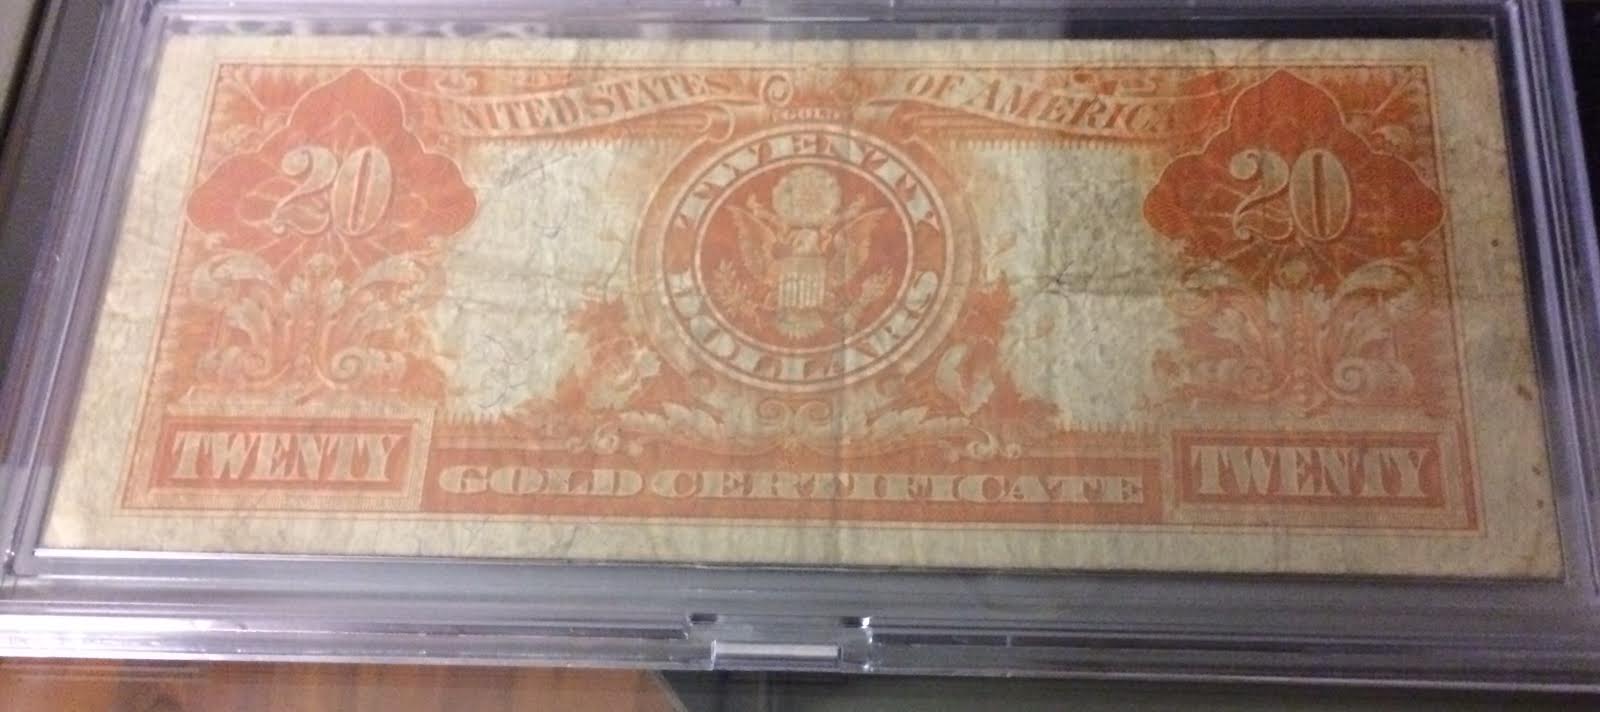 UNITED STATES OF AMERICA
GOLD
20 20
TWENTY
DOLLARS
TWENTY GOLD CERTIFICATE TWENTY